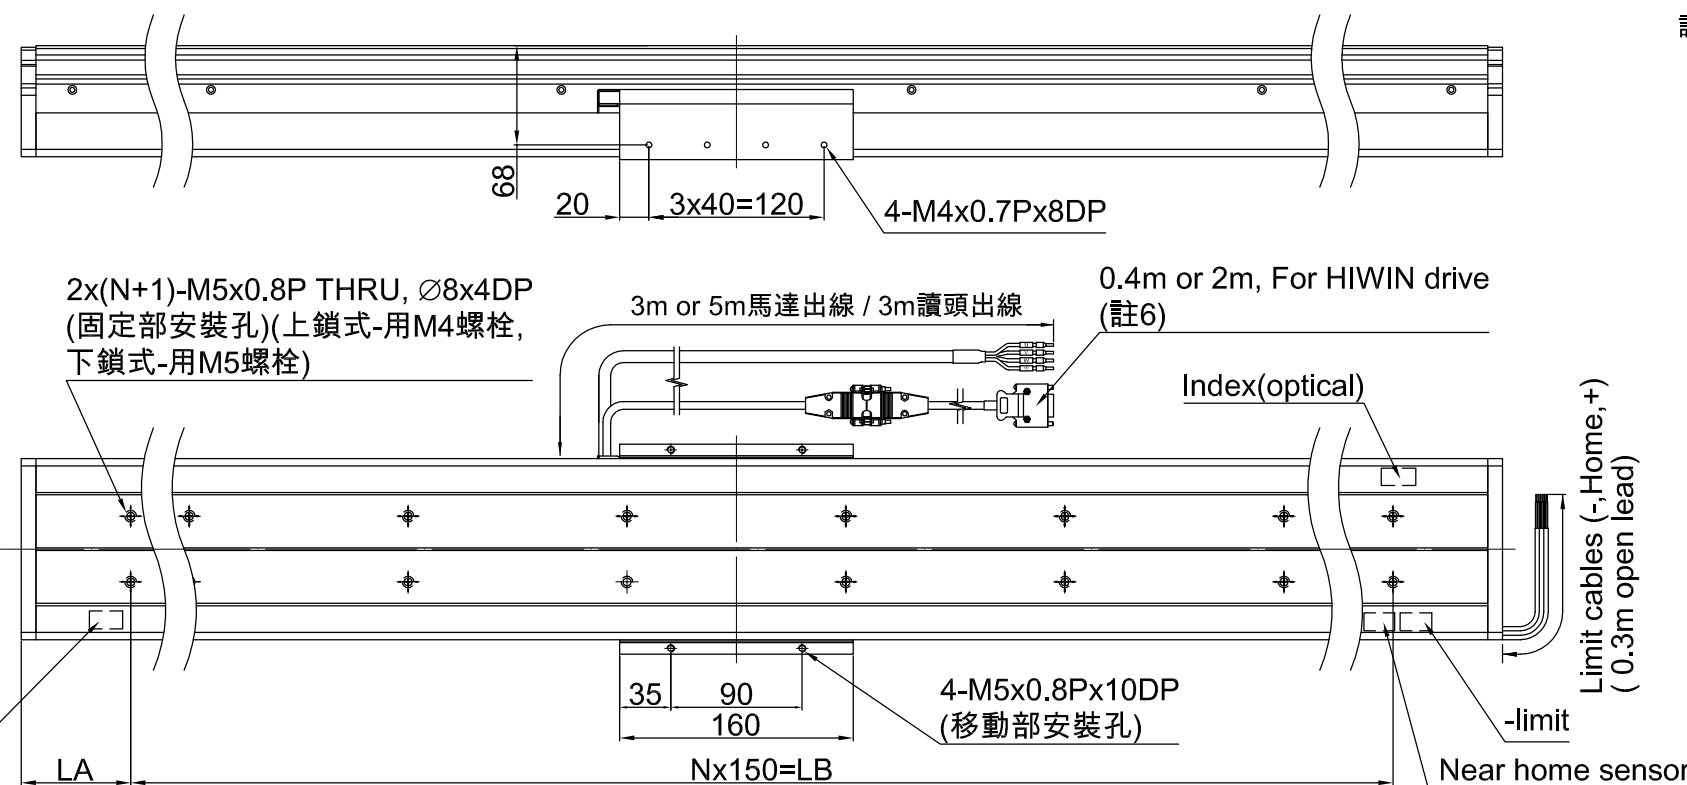 68
20
3x40=120
4-M4x0.7Px8DP
2x(N+1)-M5x0.8P THRU, ∅8x4DP
(固定部安裝孔)(上鎖式-用M4螺栓,
下鎖式-用M5螺栓)
3m or 5m馬達出線 / 3m讀頭出線
0.4m or 2m, For HIWIN drive
(註6)
Index(optical)
Limit cables (-,Home,+)
( 0.3m open lead)
35
90
160
4-M5x0.8Px10DP
(移動部安裝孔)
-limit
LA
Nx150=LB
Near home sensor